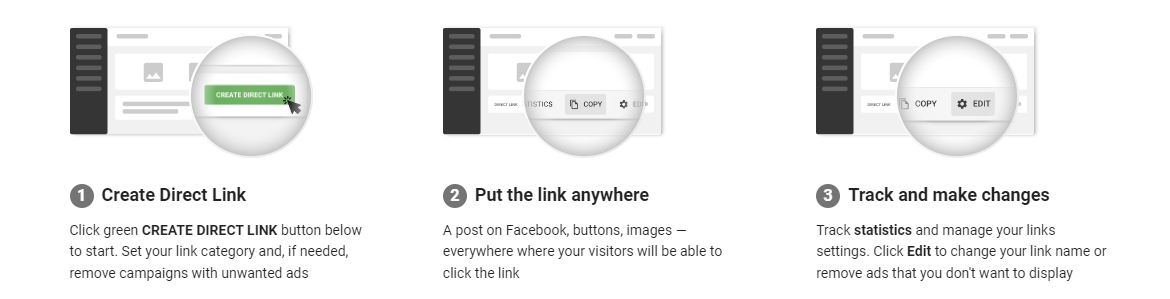 CREATE DIRECT LINK
1 Create Direct Link
Click green CREATE DIRECT LINK button below
to start. Set your link category and, if needed,
remove campaigns with unwanted ads
DIRECT LINK TISTICS COPY EDI
2 Put the link anywhere
A post on Facebook, buttons, images —
everywhere where your visitors will be able to
click the link
DIRECT LINK COPY EDIT
3 Track and make changes
Track statistics and manage your links
settings. Click Edit to change your link name or
remove ads that you don't want to display